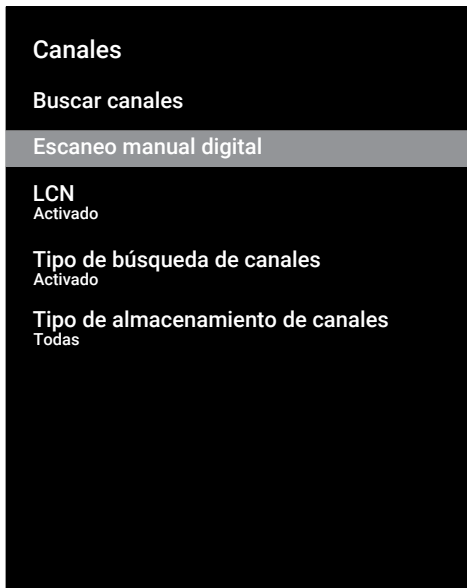 Canales
Buscar canales
Escaneo manual digital
LCN
Activado
Tipo de búsqueda de canales
Activado
Tipo de almacenamiento de canales
Todas